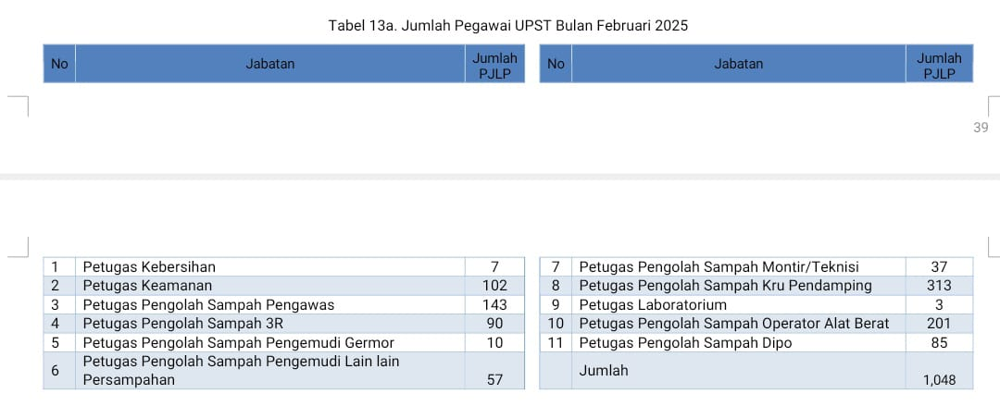 Tabel 13a. Jumlah Pegawai UPST Bulan Februari 2025
No Jabatan Jumlah PJLP
No Jabatan Jumlah PJLP
39
1 Petugas Kebersihan 7
2 Petugas Keamanan 102
3 Petugas Pengolah Sampah Pengawas 143
4 Petugas Pengolah Sampah 3R 90
5 Petugas Pengolah Sampah Pengemudi Germor 10
6 Petugas Pengolah Sampah Pengemudi Lain lain
Persampahan 57
7 Petugas Pengolah Sampah Montir/Teknisi 37
8 Petugas Pengolah Sampah Kru Pendamping 313
9 Petugas Laboratorium 3
10 Petugas Pengolah Sampah Operator Alat Berat 201
11 Petugas Pengolah Sampah Dipo 85
Jumlah 1,048